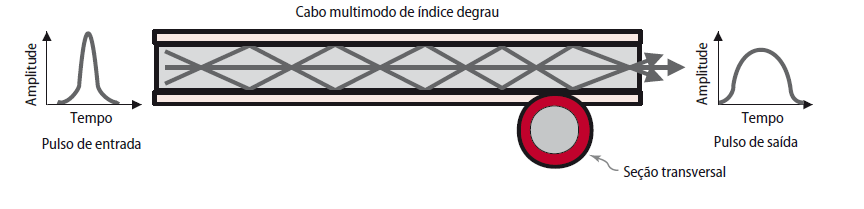 Cabo multimodo de índice degrau
Amplitude
Tempo
Pulso de entrada
Amplitude
Tempo
Pulso de saída
Seção transversal